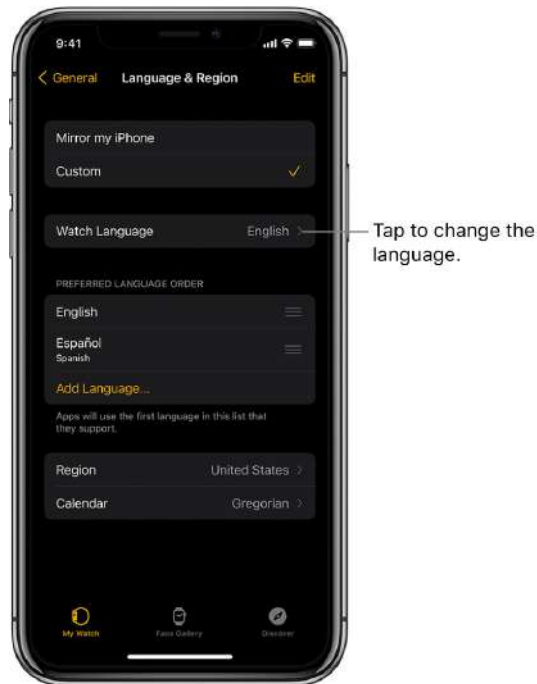 9:41
General
Language & Region
Edit
Mirror my iPhone
Custom
Watch Language
English
Tap to change the
language.
PREFERRED LANGUAGE ORDER
English
Español
Spanish
Add Language...
Apps will use the first language in this list that
they support.
Region
United States
Calendar
Gregorian
My Watch
Face Gallery
Discover